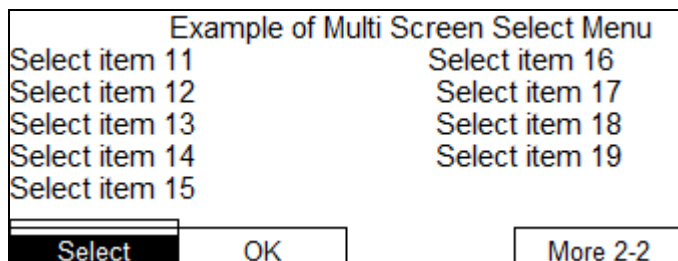 Example of Multi Screen Select Menu
Select item 11 Select item 16
Select item 12 Select item 17
Select item 13 Select item 18
Select item 14 Select item 19
Select item 15
Select OK More 2-2